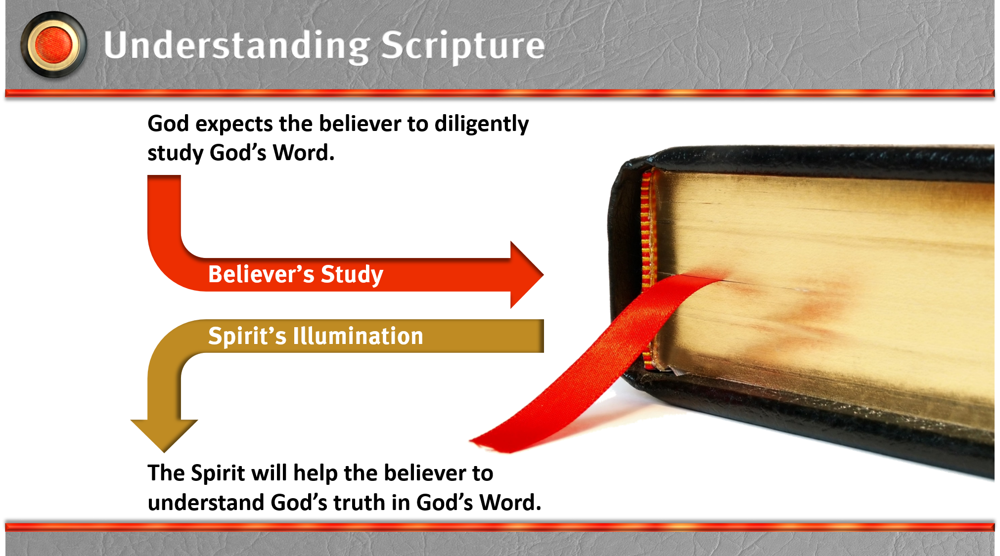 Understanding Scripture
God expects the believer to diligently
study God’s Word.
Believer’s Study
Spirit’s Illumination
The Spirit will help the believer to
understand God’s truth in God’s Word.